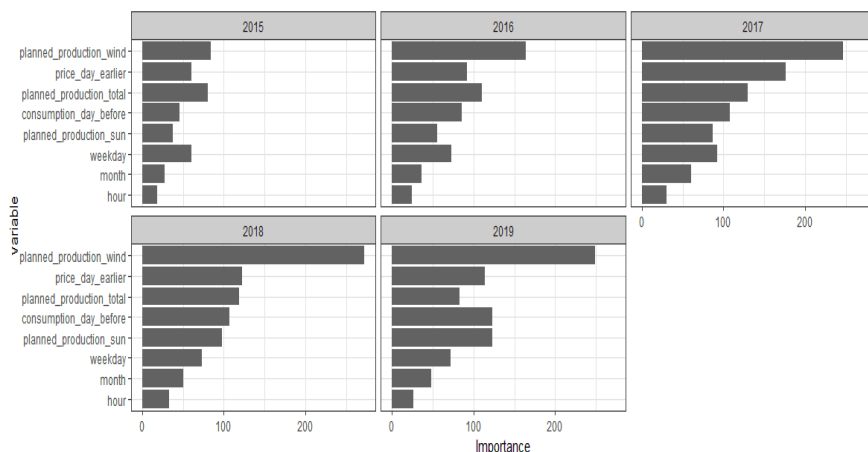 2015
2016
2017
planned_production_wind
price_day_earlier
planned_production_total
consumption_day_before
planned_production_sun
weekday
month
hour
0
100
200
variable
2018
2019
planned_production_wind
price_day_earlier
planned_production_total
consumption_day_before
planned_production_sun
weekday
month
hour
0
100
200
0
100
200
Importance